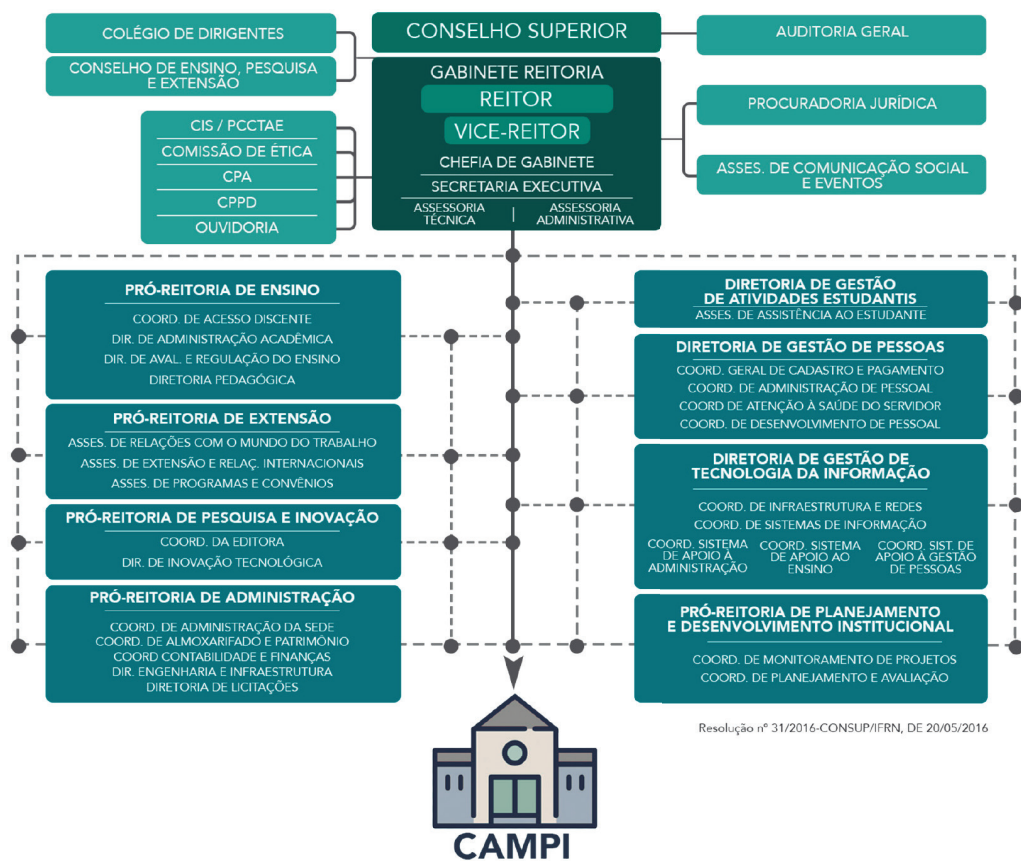 COLÉGIO DE DIRIGENTES
CONSELHO DE ENSINO, PESQUISA
E EXTENSÃO
CIS / PCCTAE
COMISSÃO DE ÉTICA
CPA
CPPD
OUVIDORIA
CONSELHO SUPERIOR
GABINETE REITORIA
REITOR
VICE-REITOR
CHEFIA DE GABINETE
SECRETARIA EXECUTIVA
ASSESSORIA
TÉCNICA
ASSESSORIA
ADMINISTRATIVA
AUDITORIA GERAL
PROCURADORIA JURÍDICA
ASSES. DE COMUNICAÇÃO SOCIAL
E EVENTOS
PRÓ-REITORIA DE ENSINO
COORD. DE ACESSO DISCENTE
DIR. DE ADMINISTRAÇÃO ACADÊMICA
DIR. DE AVAL. E REGULAÇÃO DO ENSINO
DIRETORIA PEDAGÓGICA
PRÓ-REITORIA DE EXTENSÃO
ASSES. DE RELAÇÕES COM O MUNDO DO TRABALHO
ASSES. DE EXTENSÃO E RELAÇ. INTERNACIONAIS
ASSES. DE PROGRAMAS E CONVÊNIOS
PRÓ-REITORIA DE PESQUISA E INOVAÇÃO
COORD. DA EDITORA
DIR. DE INOVAÇÃO TECNOLÓGICA
PRÓ-REITORIA DE ADMINISTRAÇÃO
COORD. DE ADMINISTRAÇÃO DA SEDE
COORD. DE ALMOXARIFADO E PATRIMÔNIO
COORD CONTABILIDADE E FINANÇAS
DIR. ENGENHARIA E INFRAESTRUTURA
DIRETORIA DE LICITAÇÕES
DIRETORIA DE GESTÃO
DE ATIVIDADES ESTUDANTIS
ASSES. DE ASSISTÊNCIA AO ESTUDANTE
DIRETORIA DE GESTÃO DE PESSOAS
COORD. GERAL DE CADASTRO E PAGAMENTO
COORD. DE ADMINISTRAÇÃO DE PESSOAL
COORD DE ATENÇÃO À SAÚDE DO SERVIDOR
COORD. DE DESENVOLVIMENTO DE PESSOAL
DIRETORIA DE GESTÃO DE
TECNOLOGIA DA INFORMAÇÃO
COORD. DE INFRAESTRUTURA E REDES
COORD. DE SISTEMAS DE INFORMAÇÃO
COORD. SISTEMA
DE APOIO À
ADMINISTRAÇÃO
COORD. SISTEMA
DE APOIO AO
ENSINO
COORD. SIST. DE
APOIO À GESTÃO
DE PESSOAS
PRÓ-REITORIA DE PLANEJAMENTO
E DESENVOLVIMENTO INSTITUCIONAL
COORD. DE MONITORAMENTO DE PROJETOS
COORD. DE PLANEJAMENTO E AVALIAÇÃO
Resolução nº 31/2016-CONSUP/IFRN, DE 20/05/2016
CAMPI